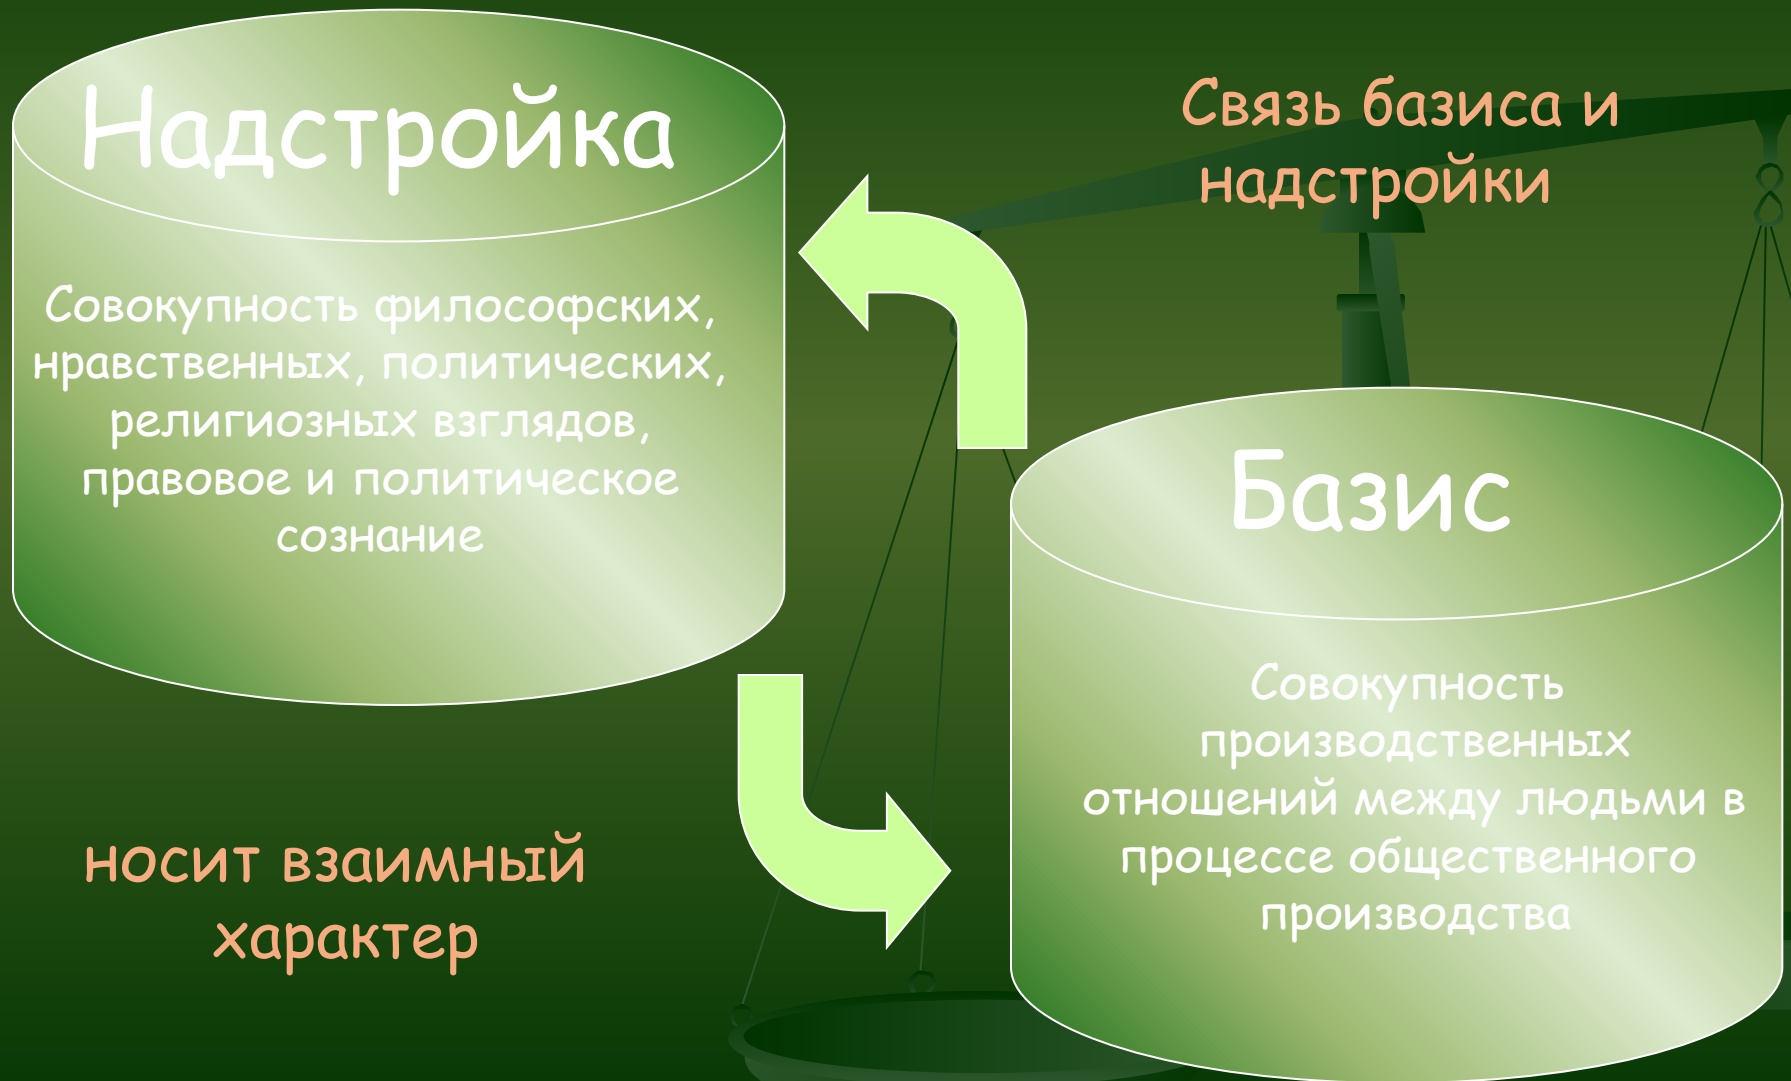 Надстройка
Совокупность философских,
нравственных, политических,
религиозных взглядов,
правовое и политическое
сознание
Связь базиса и
надстройки
Базис
Совокупность
производственных
отношений между людьми в
процессе общественного
производства
носит взаимный
характер